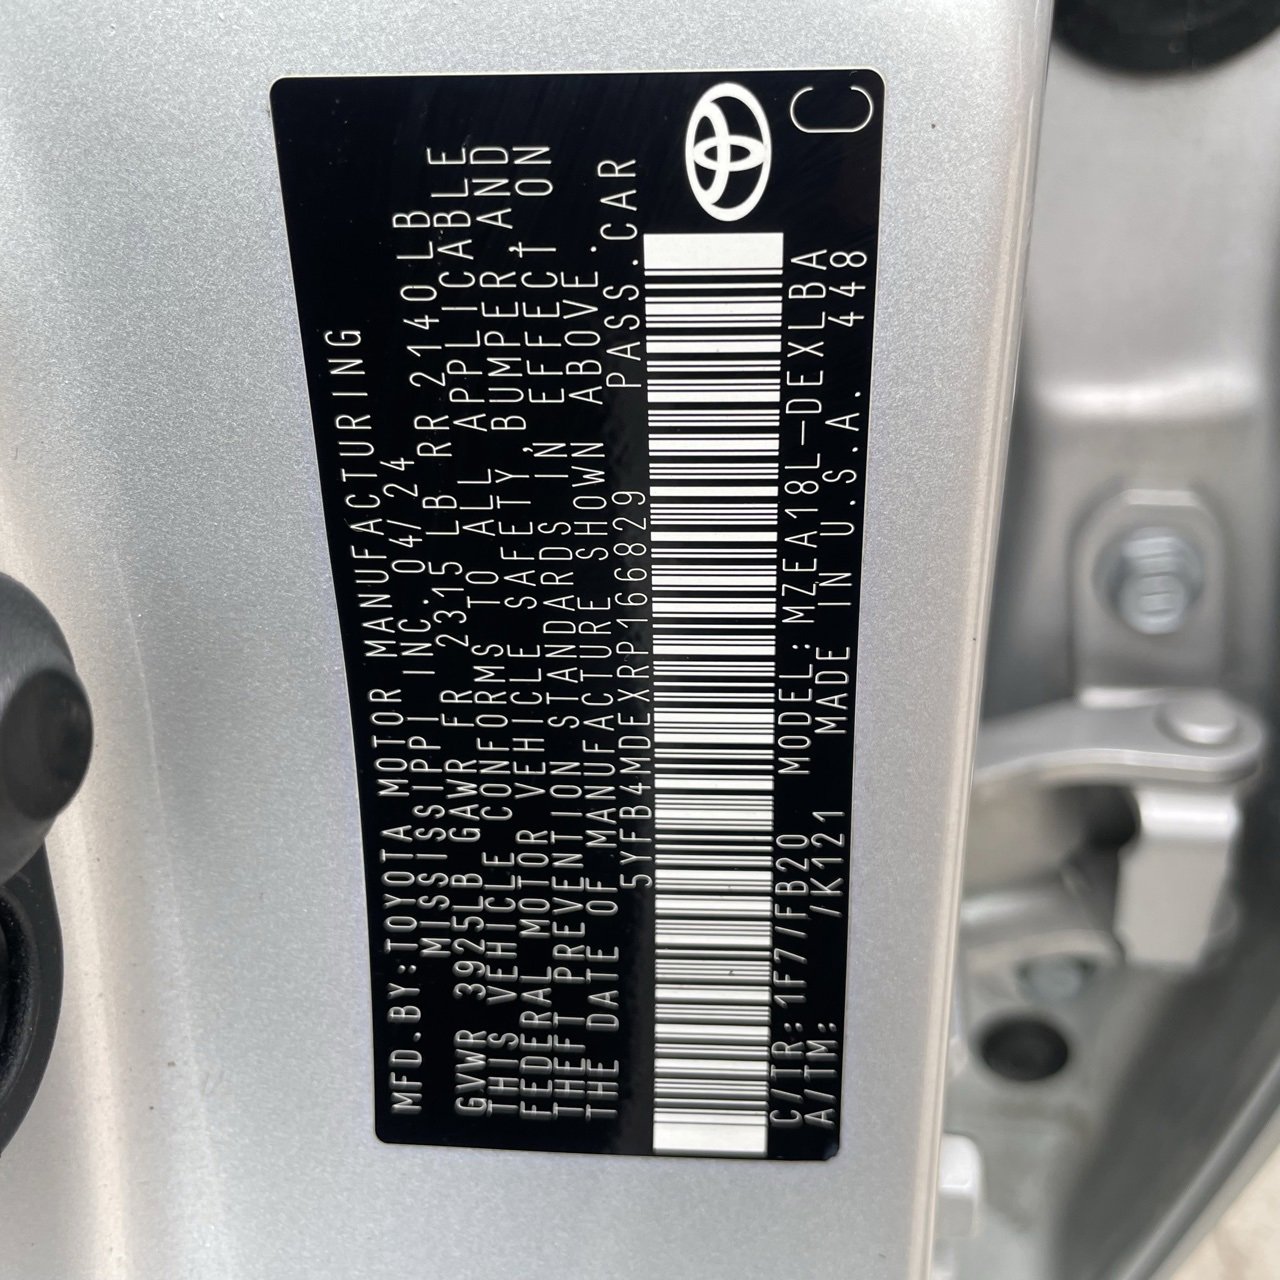 MFD.BY:TOYOTA MOTOR MANUFACTURING
MISSISSIPPI INC. 04/24
GVWR 3925LB GAWR FR 2315 LB RR 2140 LB
THIS VEHICLE CONFORMS TO ALL APPLICABLE
FEDERAL MOTOR VEHICLE SAFETY, BUMPER, AND
THEFT PREVENTION STANDARDS IN EFFECT ON
THE DATE OF MANUFACTURE SHOWN ABOVE.
5YFB4MDEXRP166829 PASS.CAR
C/TR: 1F7/FB20 MODEL: MZEA18L-DEXLBA
A/TM: /K121 MADE IN U.S.A. 448
C